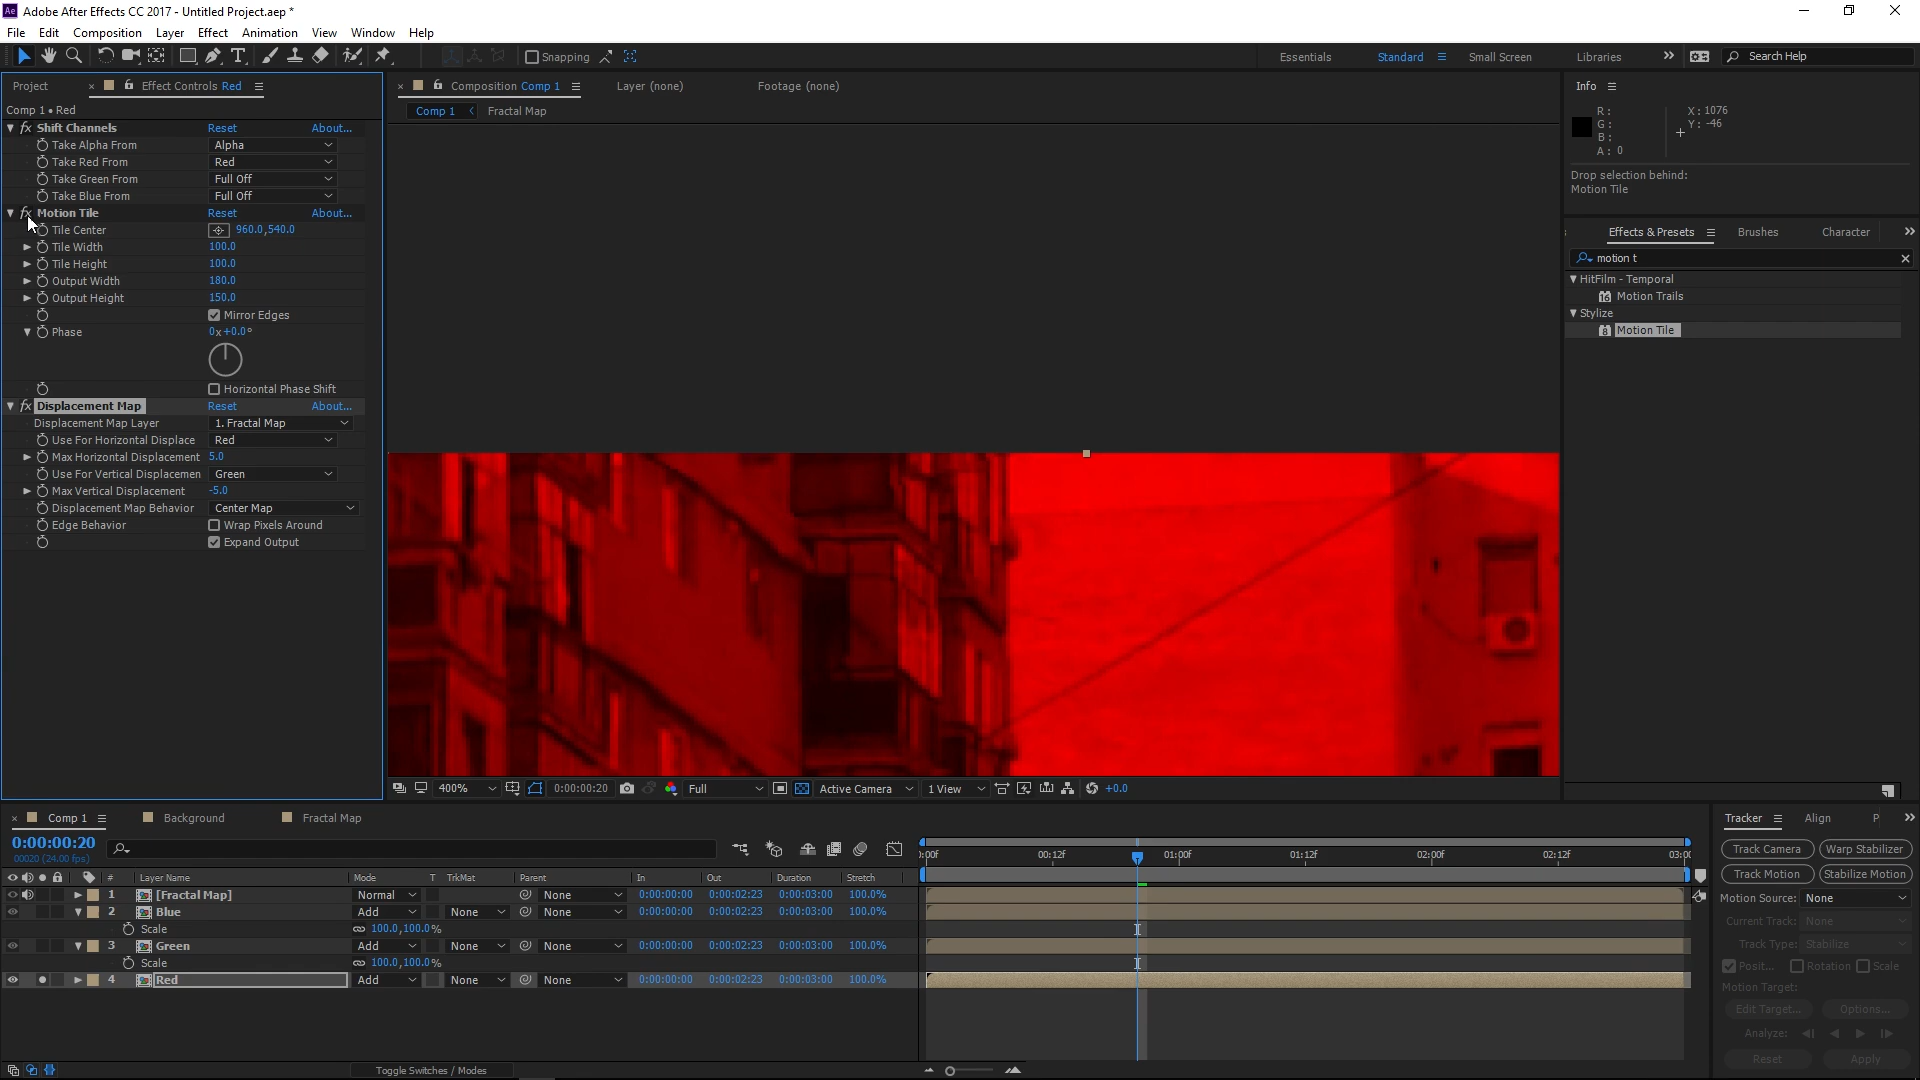 Ae Adobe After Effects CC 2017 - Untitled Project.aep *
File Edit Composition Layer Effect Animation View Window Help
Snapping Essentials Standard Small Screen Libraries Search Help
Project Effect Controls Red
Comp 1 • Red
Shift Channels Reset About...
Take Alpha From Alpha
Take Red From Red
Take Green From Full Off
Take Blue From Full Off
Motion Tile Reset About...
Tile Center 960.0,540.0
Tile Width 100.0
Tile Height 100.0
Output Width 180.0
Output Height 150.0
Mirror Edges
Phase 0x+0.0°
Horizontal Phase Shift
Displacement Map Reset About...
Displacement Map Layer 1. Fractal Map
Use For Horizontal Displace Red
Max Horizontal Displacement 5.0
Use For Vertical Displacemen Green
Max Vertical Displacement -5.0
Displacement Map Behavior Center Map
Edge Behavior Wrap Pixels Around
Expand Output
Composition Comp 1 Layer (none) Footage (none)
Comp 1 Fractal Map
400% 0:00:00:20 Full Active Camera 1 View +0.0
Info
R: X: 1076
G: Y: -46
B:
A: 0
Drop selection behind:
Motion Tile
Effects & Presets Brushes Character
motion t
HitFilm - Temporal
16 Motion Trails
Stylize
8 Motion Tile
Comp 1 Background Fractal Map
0:00:00:20
00020 (24.00 fps)
:00f 00:12f 01:00f 01:12f 02:00f 02:12f 03:00
# Layer Name Mode T TrkMat Parent In Out Duration Stretch
1 [Fractal Map] Normal None 0:00:00:00 0:00:02:23 0:00:03:00 100.0%
2 Blue Add None None 0:00:00:00 0:00:02:23 0:00:03:00 100.0%
Scale 100.0,100.0%
3 Green Add None None 0:00:00:00 0:00:02:23 0:00:03:00 100.0%
Scale 100.0,100.0%
4 Red Add None None 0:00:00:00 0:00:02:23 0:00:03:00 100.0%
Toggle Switches / Modes
Tracker Align P
Track Camera Warp Stabilizer
Track Motion Stabilize Motion
Motion Source: None
Current Track: None
Track Type: Stabilize
Posit... Rotation Scale
Motion Target:
Edit Target... Options...
Analyze:
Reset Apply